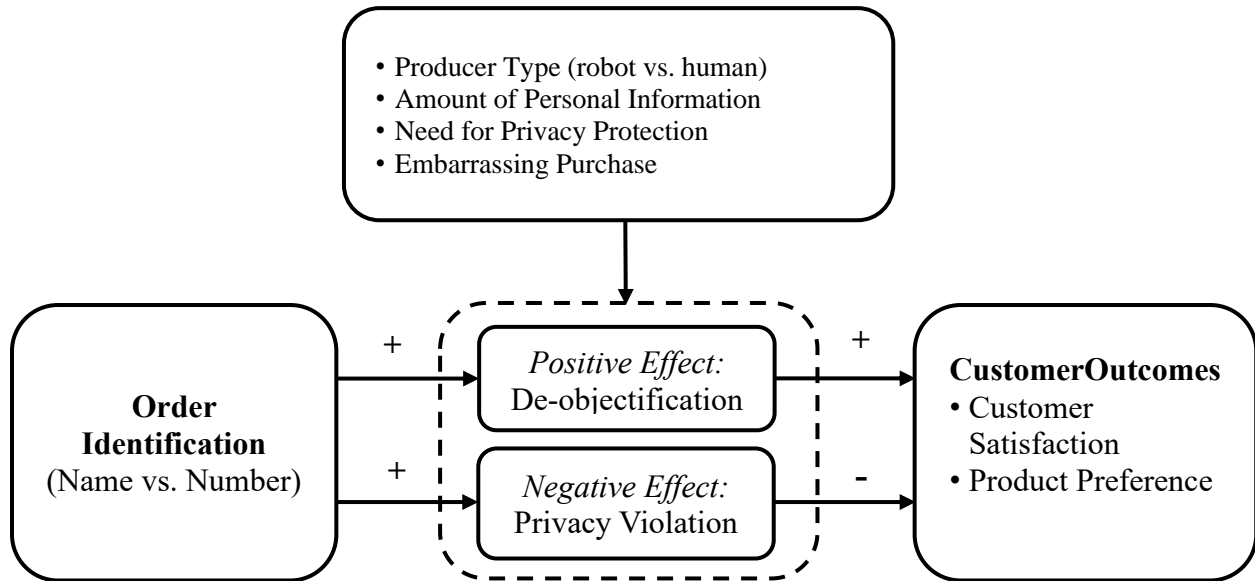 • Producer Type (robot vs. human)
• Amount of Personal Information
• Need for Privacy Protection
• Embarrassing Purchase
+
+
Order
Identification
(Name vs. Number)
+
Positive Effect:
De-objectification
CustomerOutcomes
• Customer
Satisfaction
• Product Preference
+
Negative Effect:
Privacy Violation
-